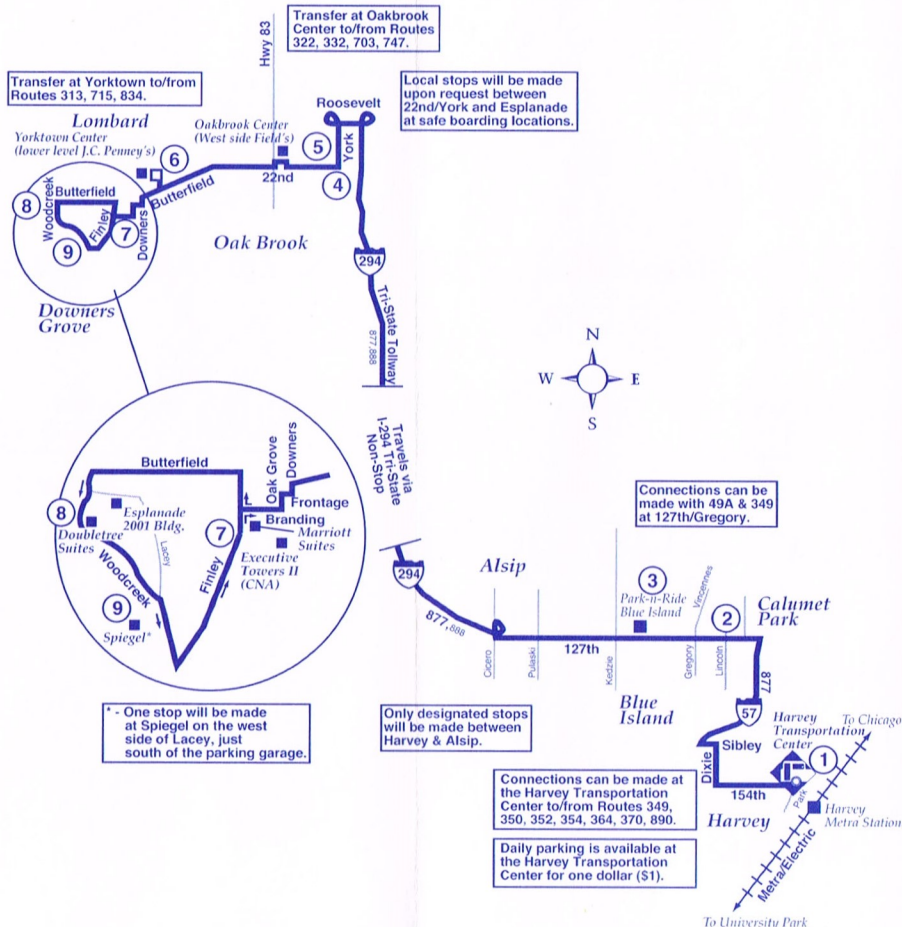 Transfer at Oakbrook
Center to/from Routes
322, 332, 703, 747.
Hwy 83
Transfer at Yorktown to/from
Routes 313, 715, 834.
Local stops will be made
upon request between
22nd/York and Esplanade
at safe boarding locations.
Roosevelt
York
Lombard
Yorktown Center
(lower level J.C. Penney's)
Oakbrook Center
(West side Field's)
6
5
4
22nd
Butterfield
Butterfield
8
Woodcreek
Finley
7
Downers
9
Oak Brook
Downers
Grove
294
Tri-State Tollway
877,888
N
W
E
S
Travels via
I-294 Tri-State
Non-Stop
Butterfield
Oak Grove
Downers
Frontage
Branding
8
Esplanade
2001 Bldg.
Doubletree
Suites
7
Marriott
Suites
Executive
Towers II
(CNA)
Lacey
Woodcreek
Finley
9
Spiegel*
* - One stop will be made
at Spiegel on the west
side of Lacey, just
south of the parking garage.
Connections can be
made with 49A & 349
at 127th/Gregory.
294
Alsip
877,888
3
Park-n-Ride
Blue Island
Vincennes
2
Calumet
Park
127th
Cicero
Pulaski
Kedzie
Gregory
Lincoln
877
Blue
Island
57
Only designated stops
will be made between
Harvey & Alsip.
Harvey
Transportation
Center
To Chicago
Sibley
Dixie
1
154th
Park
Harvey
Harvey
Metra Station
Metra/Electric
Connections can be made at
the Harvey Transportation
Center to/from Routes 349,
350, 352, 354, 364, 370, 890.
Daily parking is available at
the Harvey Transportation
Center for one dollar ($1).
To University Park